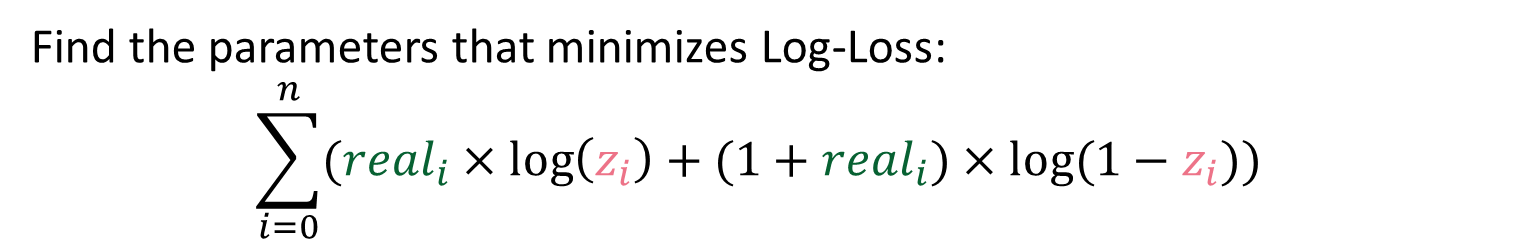 Find the parameters that minimizes Log-Loss:
n
∑(realᵢ × log(zᵢ) + (1 + realᵢ) × log(1 − zᵢ))
i=0